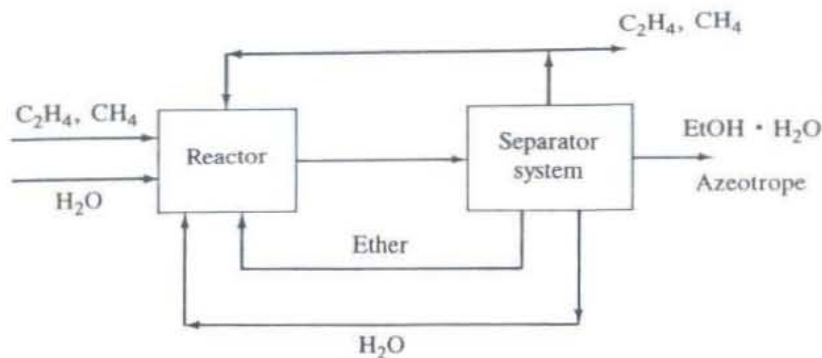 C₂H₄, CH₄
C₂H₄, CH₄
Reactor
Separator
system
EtOH · H₂O
Azeotrope
H₂O
Ether
H₂O